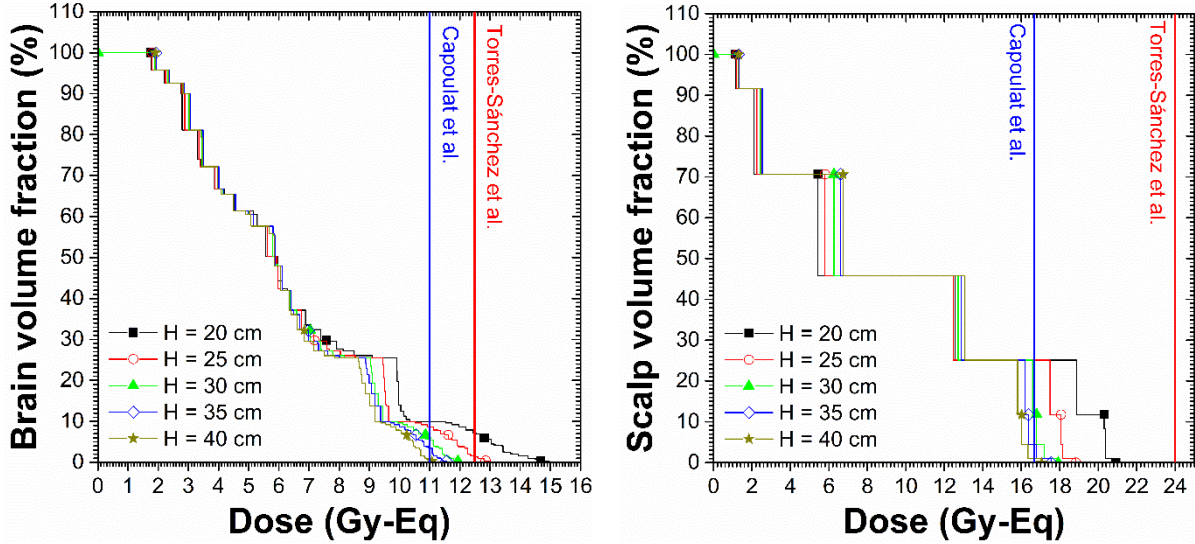 Brain volume fraction (%)
110
100
90
80
70
60
50
40
30
20
10
0
Capoulat et al.
Torres-Sánchez et al.
H = 20 cm
H = 25 cm
H = 30 cm
H = 35 cm
H = 40 cm
0 1 2 3 4 5 6 7 8 9 10 11 12 13 14 15 16
Dose (Gy-Eq)
Scalp volume fraction (%)
110
100
90
80
70
60
50
40
30
20
10
0
Capoulat et al.
Torres-Sánchez et al.
H = 20 cm
H = 25 cm
H = 30 cm
H = 35 cm
H = 40 cm
0 2 4 6 8 10 12 14 16 18 20 22 24
Dose (Gy-Eq)